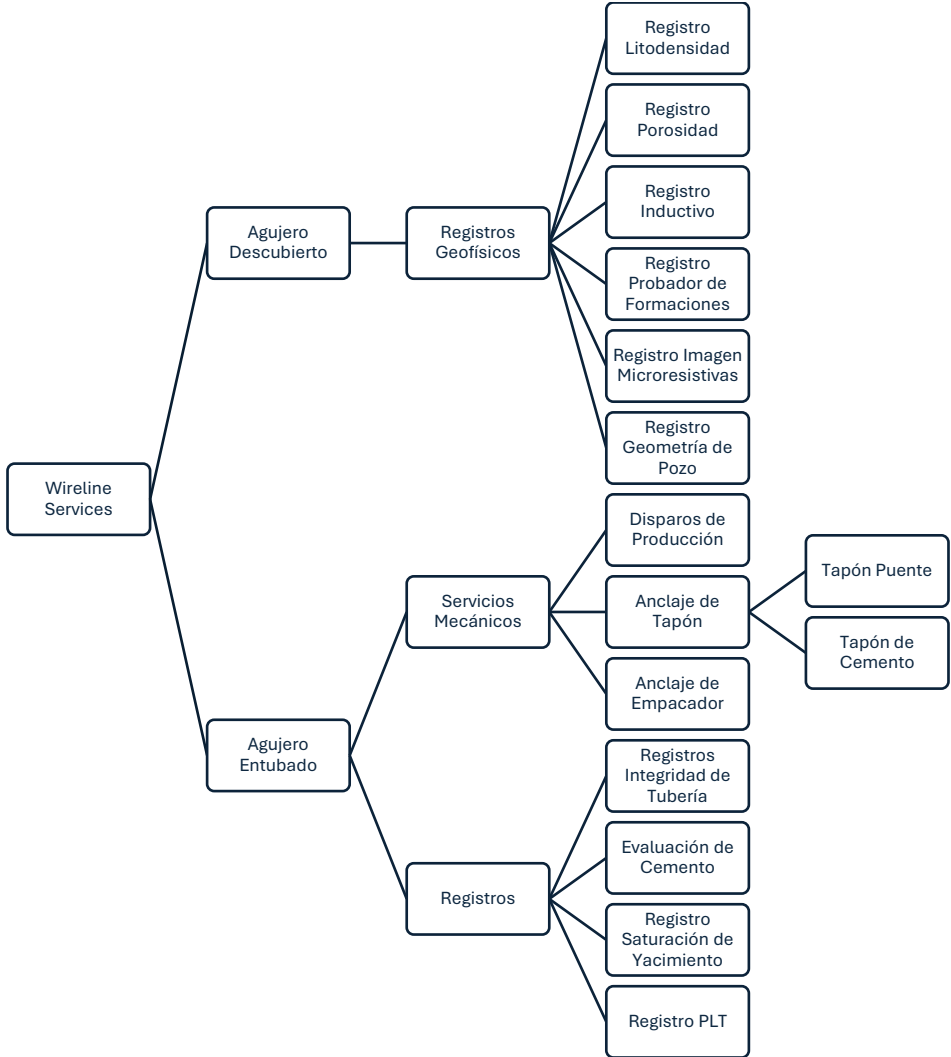 Wireline
Services
Agujero
Descubierto
Registros
Geofísicos
Registro
Litodensidad
Registro
Porosidad
Registro
Inductivo
Registro
Probador de
Formaciones
Registro Imagen
Microresistivas
Registro
Geometría de
Pozo
Agujero
Entubado
Servicios
Mecánicos
Disparos de
Producción
Anclaje de
Tapón
Tapón Puente
Tapón de
Cemento
Anclaje de
Empacador
Registros
Registros
Integridad de
Tubería
Evaluación de
Cemento
Registro
Saturación de
Yacimiento
Registro PLT